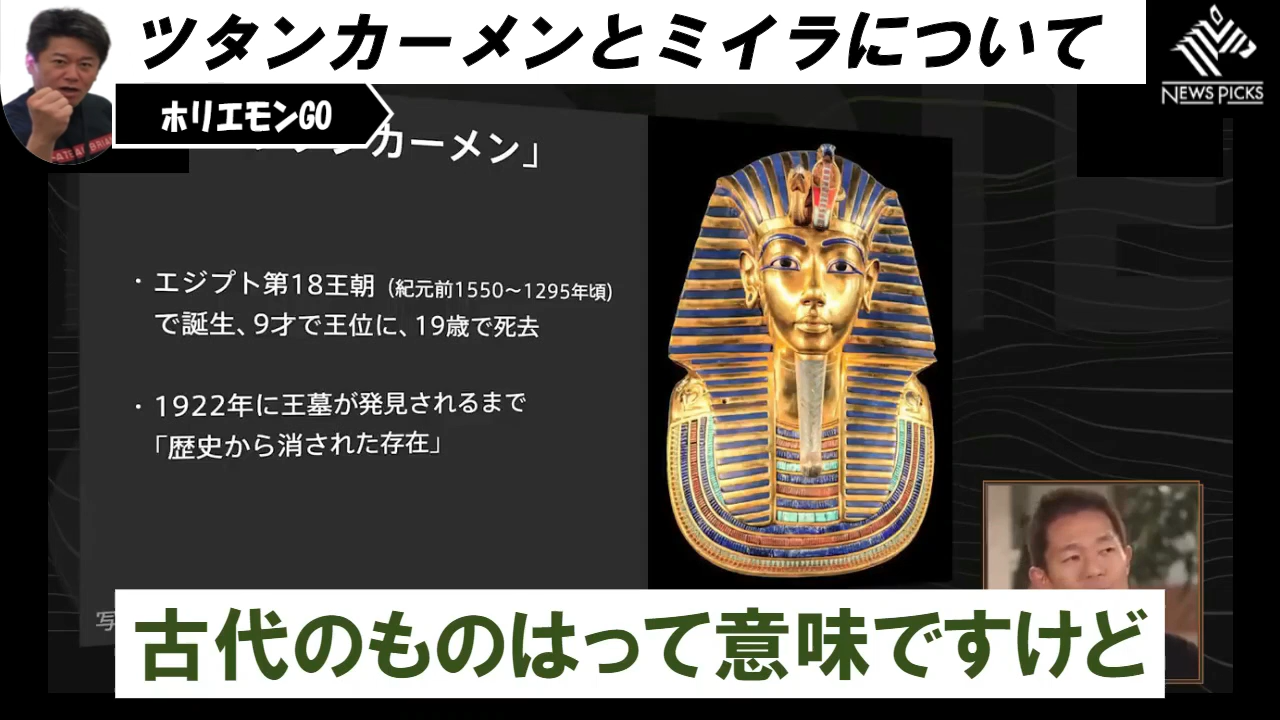 ツタンカーメンとミイラについて
NEWS PICKS
ホリエモンGO
カーメン」
・エジプト第18王朝（紀元前1550～1295年頃)
で誕生、9才で王位に、19歳で死去
・1922年に王墓が発見されるまで
「歴史から消された存在」
写
古代のものはって意味ですけど